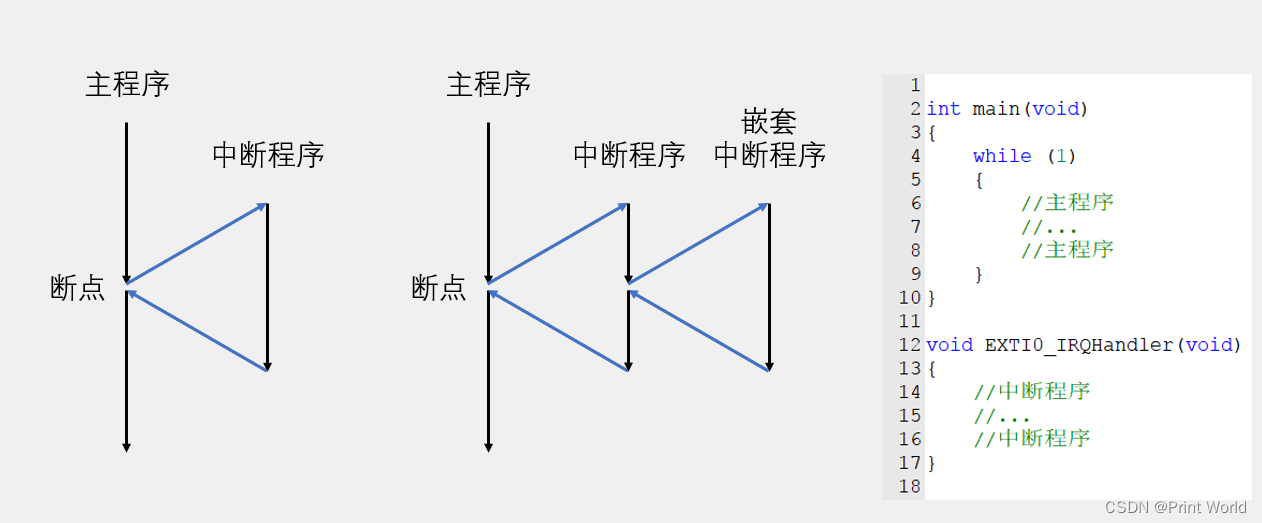 主程序
中断程序
断点
主程序
嵌套
中断程序
中断程序
断点
1
2 int main(void)
3 {
4     while (1)
5     {
6         //主程序
7         //...
8         //主程序
9     }
10 }
11
12 void EXTI0_IRQHandler(void)
13 {
14     //中断程序
15     //...
16     //中断程序
17 }
18
CSDN @Print World